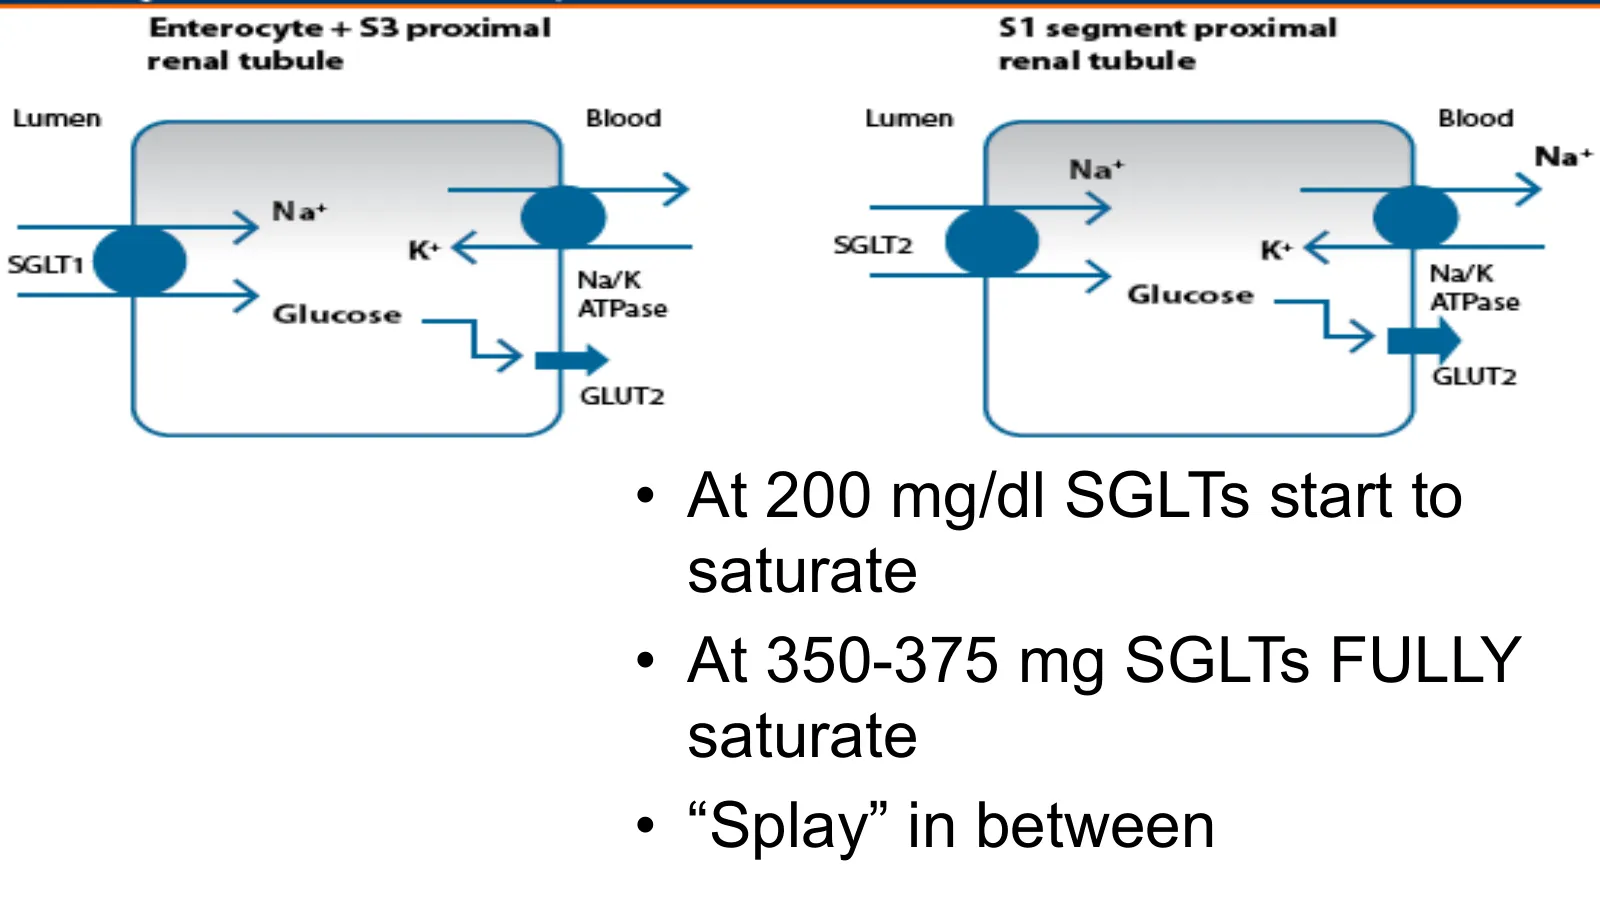 Enterocyte + S3 proximal
renal tubule
Lumen
Blood
Na⁺
SGLT1
K⁺
Na/K
ATPase
Glucose
GLUT2
S1 segment proximal
renal tubule
Lumen
Blood
Na⁺
Na⁺
SGLT2
K⁺
Na/K
ATPase
Glucose
GLUT2
• At 200 mg/dl SGLTs start to
saturate
• At 350-375 mg SGLTs FULLY
saturate
• “Splay” in between